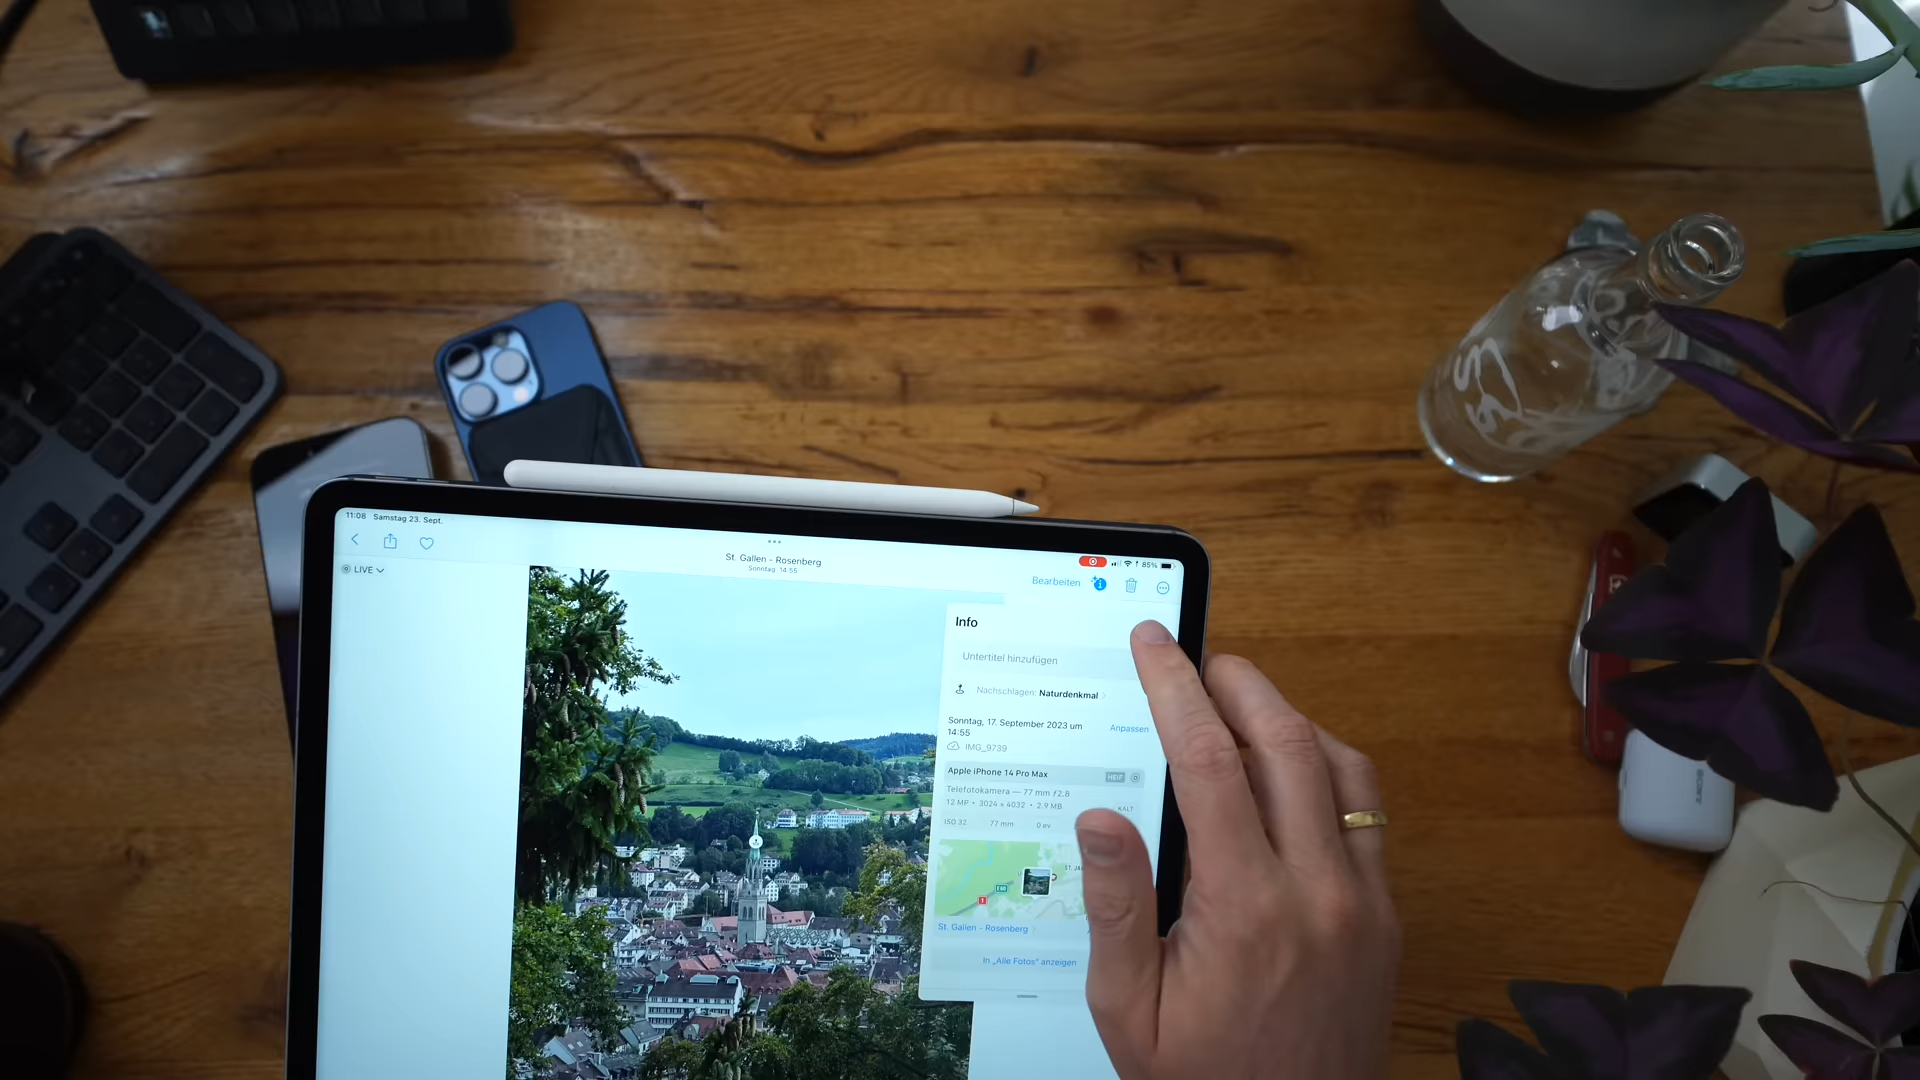 11:08 Samstag 23. Sept.
St. Gallen - Rosenberg
Sonntag 14:55
85%
LIVE
Bearbeiten
Info
Untertitel hinzufügen
Nachschlagen: Naturdenkmal
Sonntag, 17. September 2023 um
14:55
Anpassen
IMG_9739
Apple iPhone 14 Pro Max
HEIF
Telefotokamera — 77 mm ƒ2.8
12 MP • 3024 × 4032 • 2.9 MB
KALT
ISO 32
77 mm
0 ev
St. Gallen - Rosenberg
In „Alle Fotos“ anzeigen